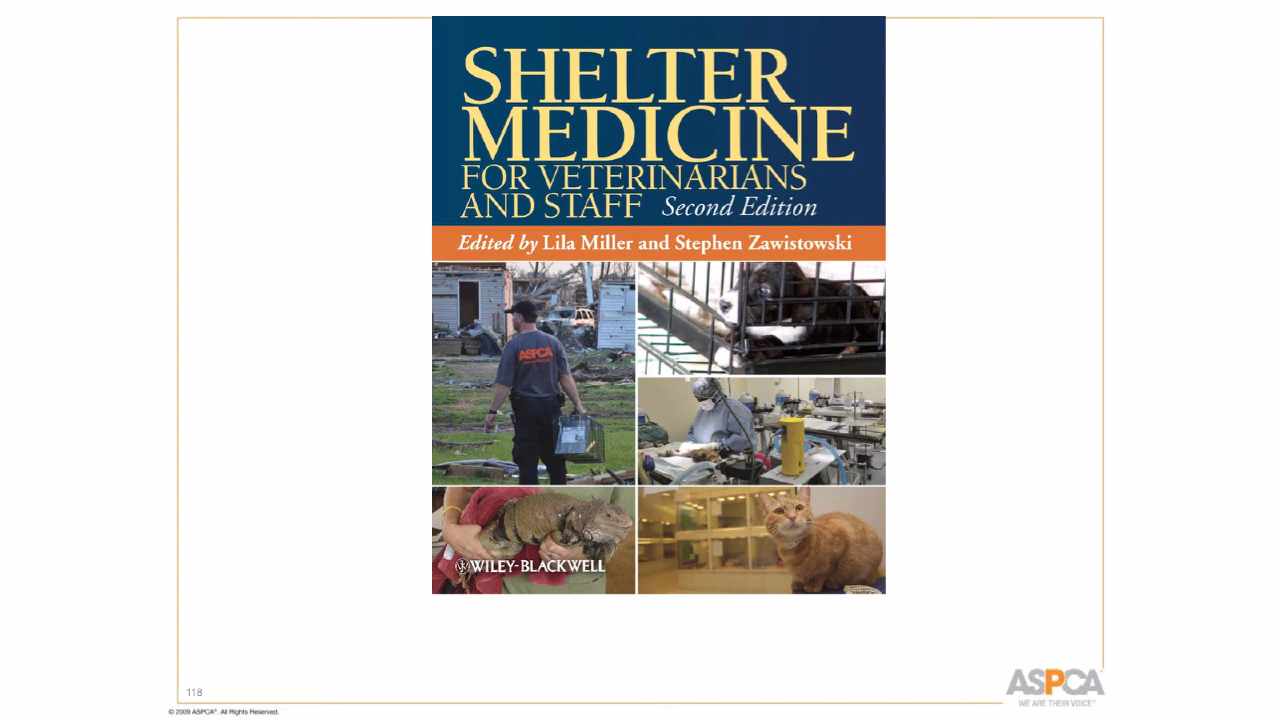 SHELTER
MEDICINE
FOR VETERINARIANS
AND STAFF Second Edition
Edited by Lila Miller and Stephen Zawistowski
ASPCA
WILEY-BLACKWELL
118
© 2009 ASPCA®. All Rights Reserved.
ASPCA
WE ARE THEIR VOICE™